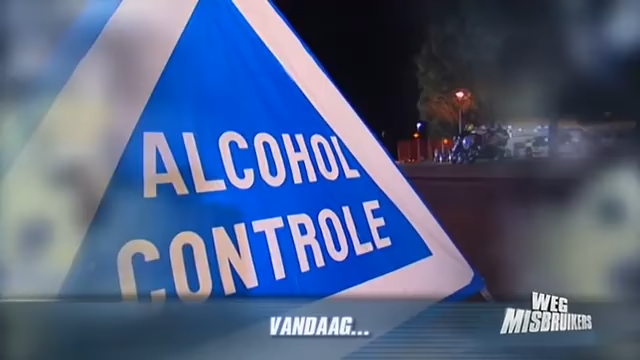 ALCOHOL
CONTROLE
WEG
MISBRUIKERS
VANDAAG...